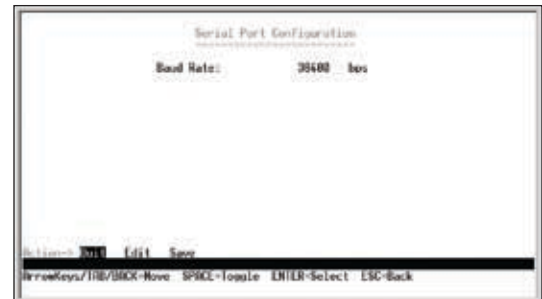 Serial Port Configuration
Baud Rate: 38400 bps
Action-> Quit Edit Save
ArrowKeys/TAB/BACK=Move SPACE=Toggle ENTER=Select ESC=Back